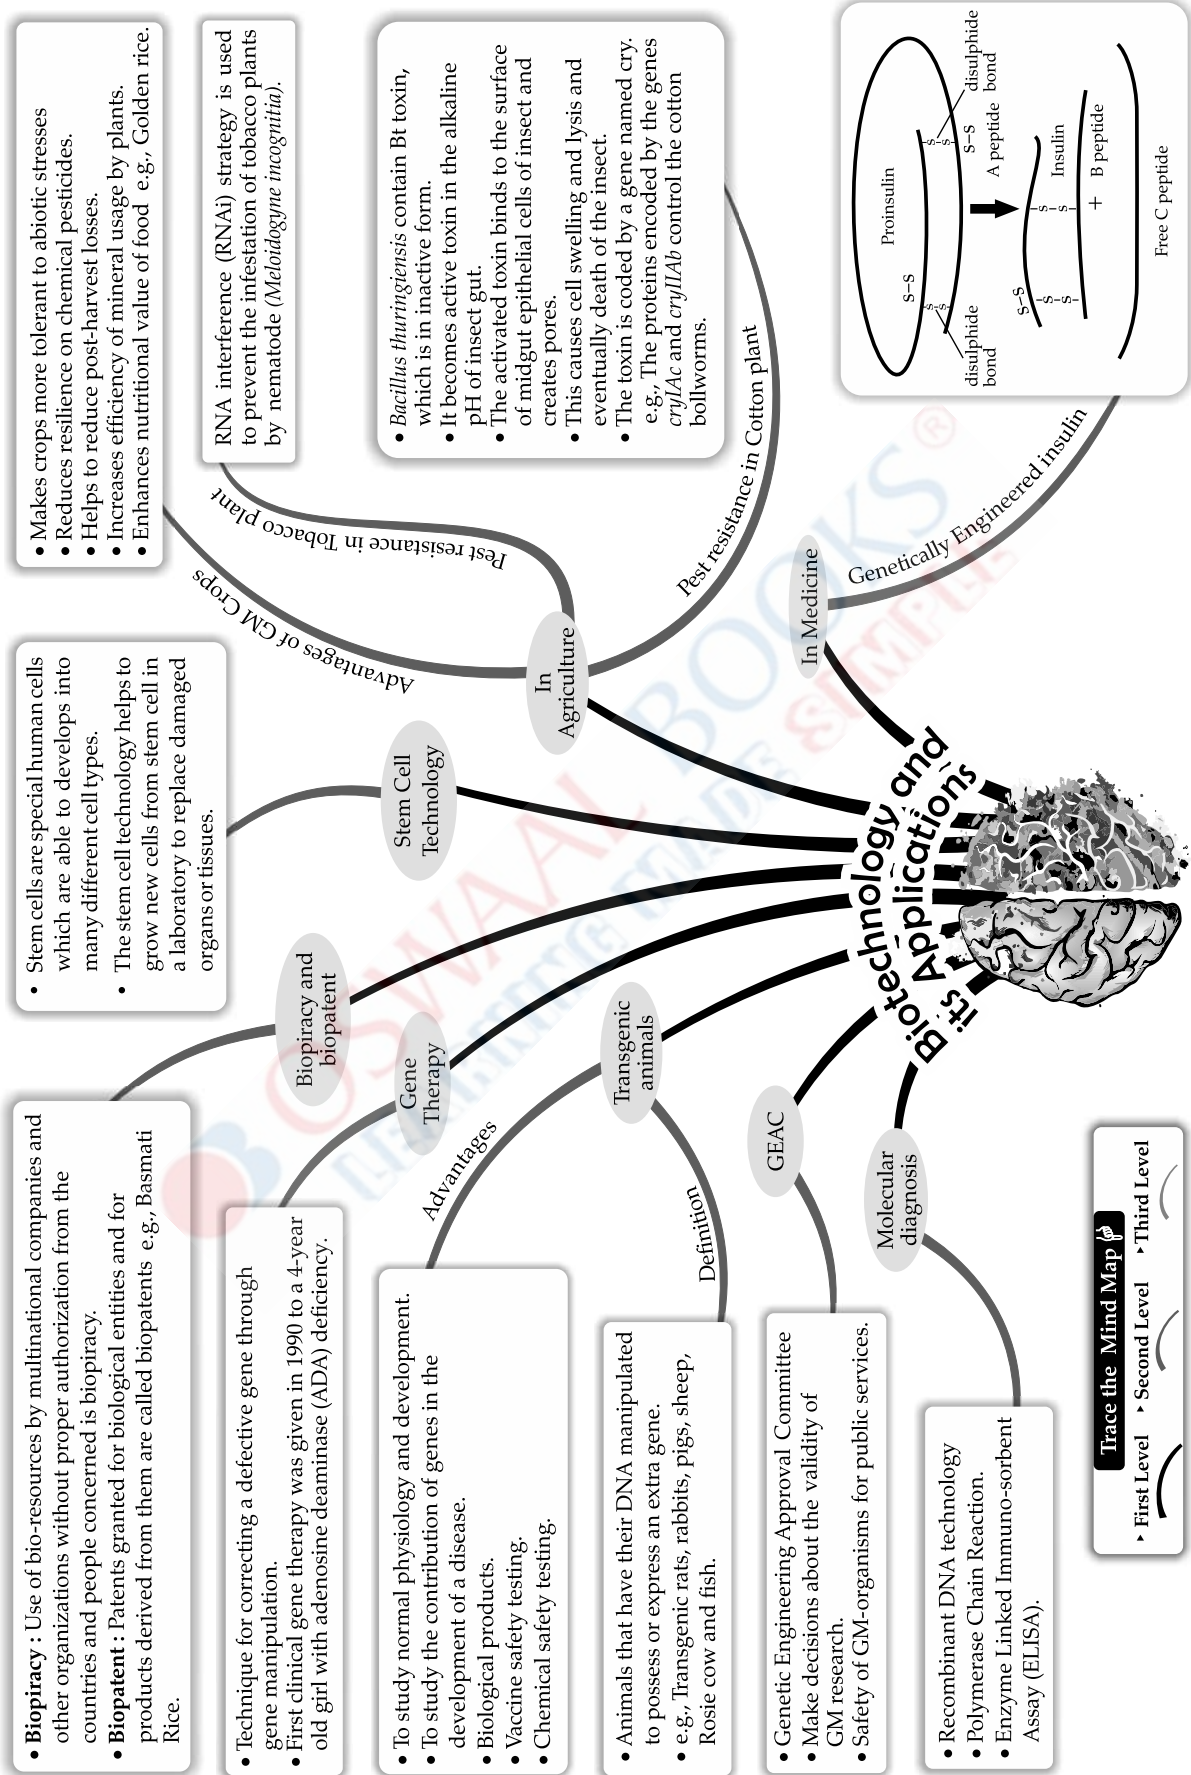 Biotechnology and
its Applications
In Medicine
Genetically Engineered insulin
Proinsulin
S–S
S
S
S
S
disulphide
bond
disulphide
bond
S–S
A peptide
S–S
S
S
S
S
Insulin
+ B peptide
Free C peptide
In
Agriculture
Advantages of GM Crops
• Makes crops more tolerant to abiotic stresses
• Reduces resilience on chemical pesticides.
• Helps to reduce post-harvest losses.
• Increases efficiency of mineral usage by plants.
• Enhances nutritional value of food e.g., Golden rice.
Pest resistance in Tobacco plant
RNA interference (RNAi) strategy is used
to prevent the infestation of tobacco plants
by nematode (Meloidogyne incognitia).
Pest resistance in Cotton plant
• Bacillus thuringiensis contain Bt toxin,
which is in inactive form.
• It becomes active toxin in the alkaline
pH of insect gut.
• The activated toxin binds to the surface
of midgut epithelial cells of insect and
creates pores.
• This causes cell swelling and lysis and
eventually death of the insect.
• The toxin is coded by a gene named cry.
e.g., The proteins encoded by the genes
cryIAc and cryIIAb control the cotton
bollworms.
Stem Cell
Technology
• Stem cells are special human cells
which are able to develops into
many different cell types.
• The stem cell technology helps to
grow new cells from stem cell in
a laboratory to replace damaged
organs or tissues.
Biopiracy and
biopatent
• Biopiracy : Use of bio-resources by multinational companies and
other organizations without proper authorization from the
countries and people concerned is biopiracy.
• Biopatent : Patents granted for biological entities and for
products derived from them are called biopatents e.g., Basmati
Rice.
Gene
Therapy
• Technique for correcting a defective gene through
gene manipulation.
• First clinical gene therapy was given in 1990 to a 4-year
old girl with adenosine deaminase (ADA) deficiency.
Transgenic
animals
Advantages
• To study normal physiology and development.
• To study the contribution of genes in the
development of a disease.
• Biological products.
• Vaccine safety testing.
• Chemical safety testing.
Definition
• Animals that have their DNA manipulated
to possess or express an extra gene.
• e.g., Transgenic rats, rabbits, pigs, sheep,
Rosie cow and fish.
GEAC
• Genetic Engineering Approval Committee
• Make decisions about the validity of
GM research.
• Safety of GM-organisms for public services.
Molecular
diagnosis
• Recombinant DNA technology
• Polymerase Chain Reaction.
• Enzyme Linked Immuno-sorbent
Assay (ELISA).
Trace the Mind Map
▸ First Level ▸ Second Level ▸ Third Level
OSWAAL BOOKS®
LEARNING MADE SIMPLE